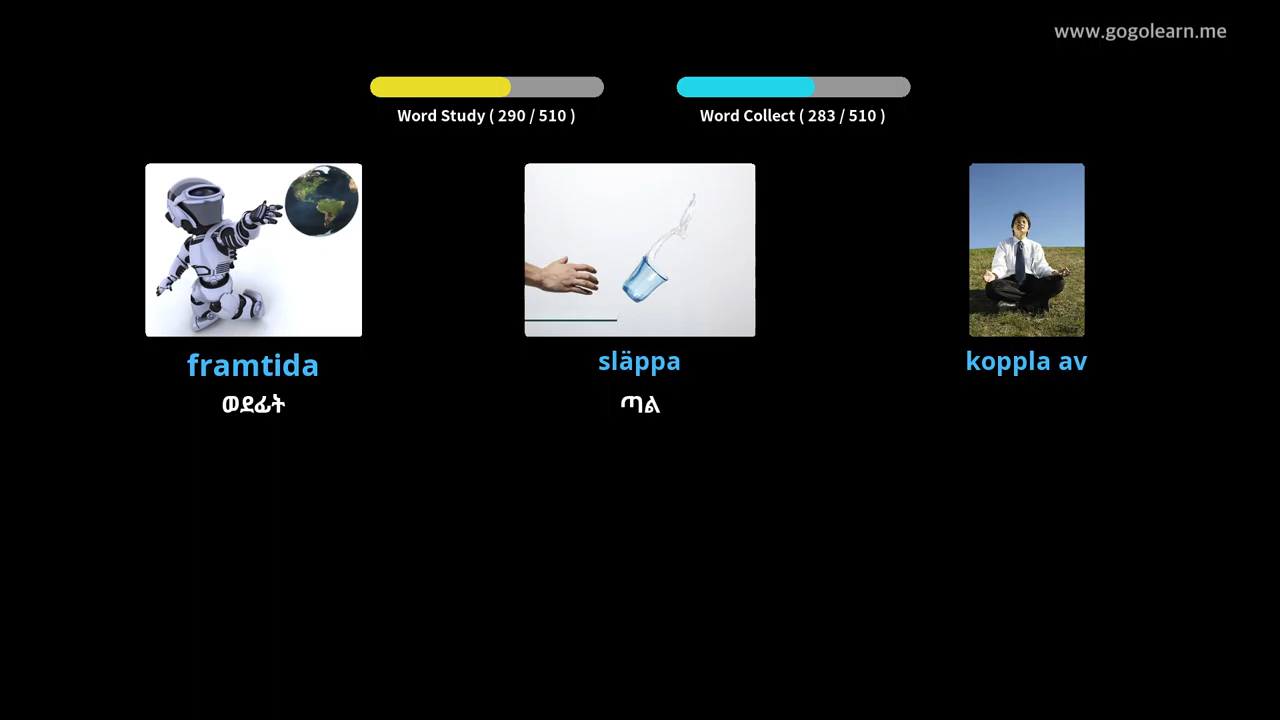 www.gogolearn.me
Word Study ( 290 / 510 )
Word Collect ( 283 / 510 )
framtida
släppa
koppla av
ወደፊት
ጣል